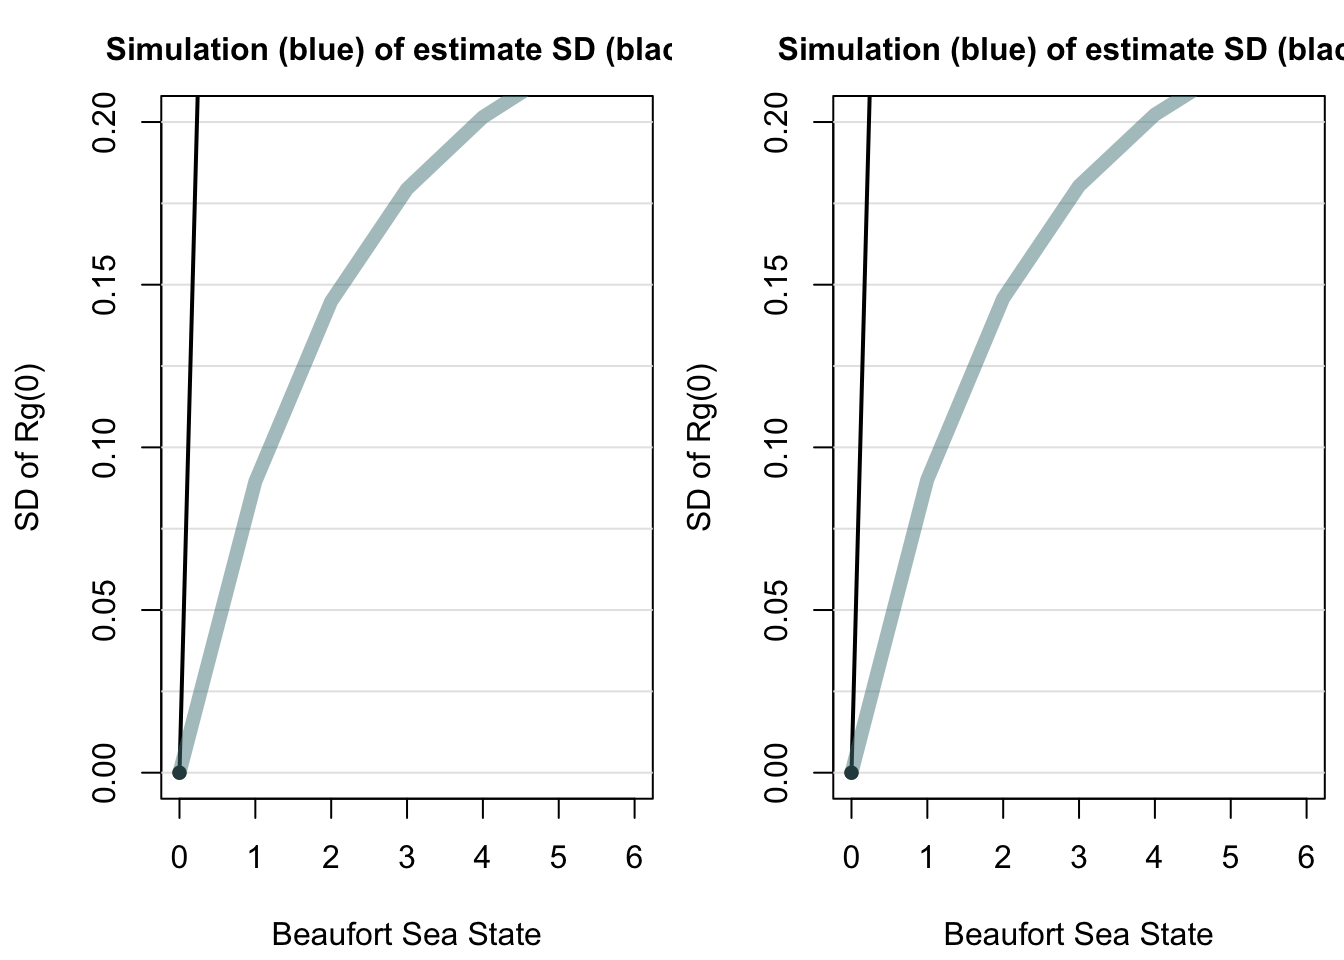 Simulation (blue) of estimate SD (blac
SD of Rg(0)
0.20
0.15
0.10
0.05
0.00
0 1 2 3 4 5 6
Beaufort Sea State
Simulation (blue) of estimate SD (blac
SD of Rg(0)
0.20
0.15
0.10
0.05
0.00
0 1 2 3 4 5 6
Beaufort Sea State